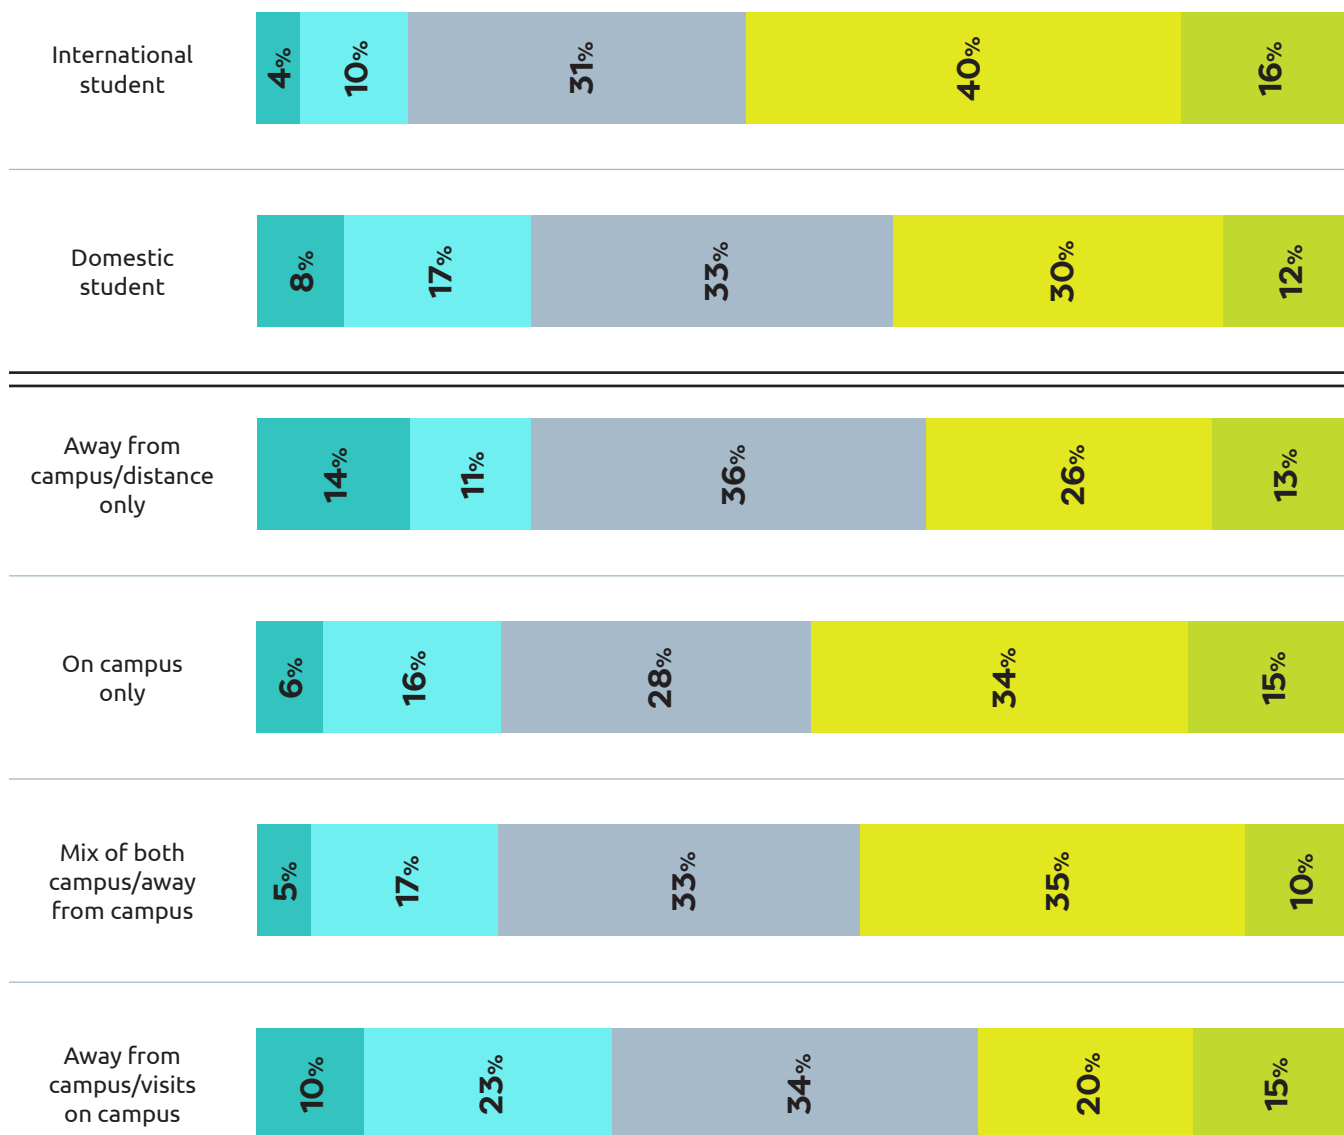 International
student
4% 10% 31% 40% 16%
Domestic
student
8% 17% 33% 30% 12%
Away from
campus/distance
only
14% 11% 36% 26% 13%
On campus
only
6% 16% 28% 34% 15%
Mix of both
campus/away
from campus
5% 17% 33% 35% 10%
Away from
campus/visits
on campus
10% 23% 34% 20% 15%